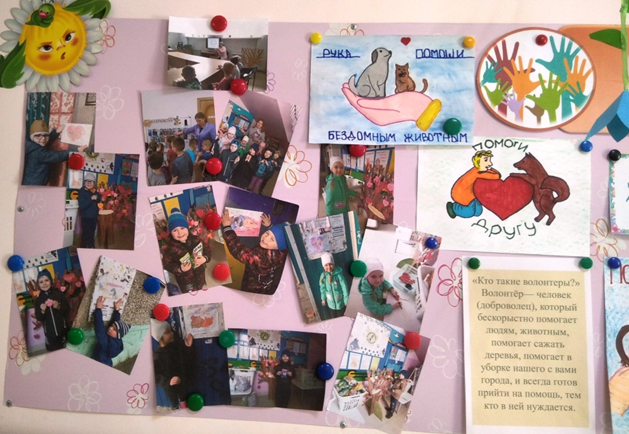 РУКА ПОМОЩИ
БЕЗДОМНЫМ ЖИВОТНЫМ
ПОМОГИ
ДРУГУ
«Кто такие волонтеры?»
Волонтёр— человек
(доброволец), который
бескорыстно помогает
людям, животным,
помогает сажать
деревья, помогает в
уборке нашего с вами
города, и всегда готов
прийти на помощь, тем
кто в ней нуждается.